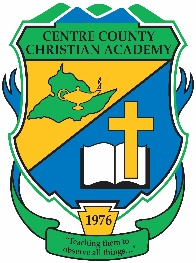 CENTRE COUNTY
CHRISTIAN ACADEMY
1976
"Teaching them to
observe all things..."